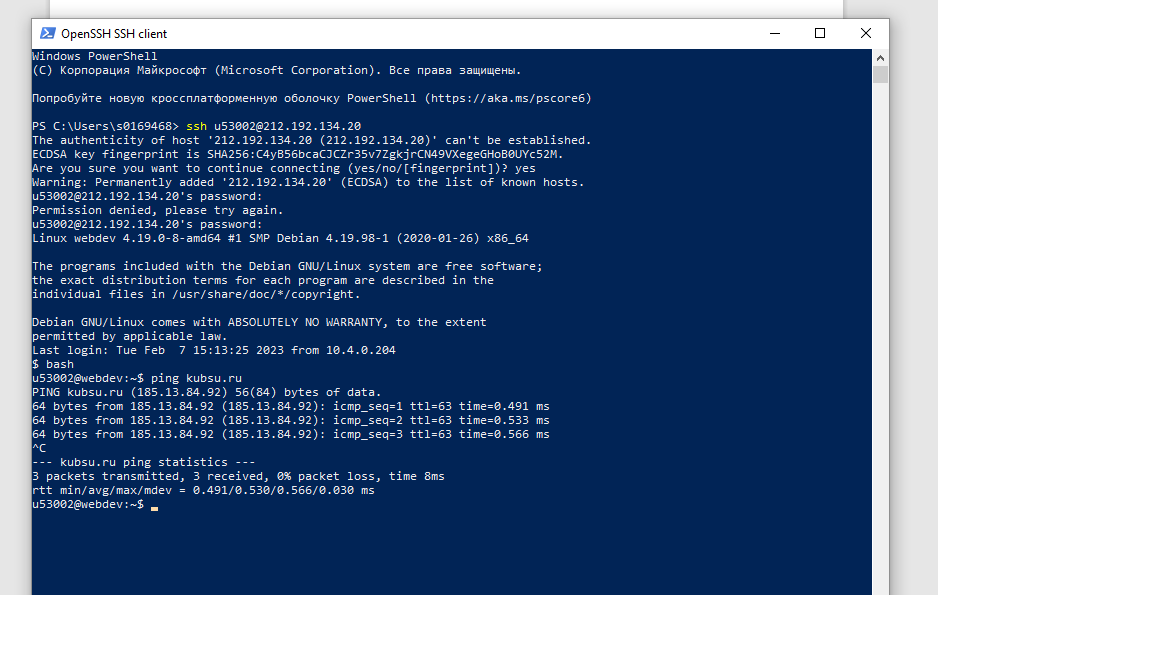 OpenSSH SSH client
Windows PowerShell
(C) Корпорация Майкрософт (Microsoft Corporation). Все права защищены.
Попробуйте новую кроссплатформенную оболочку PowerShell (https://aka.ms/pscore6)
PS C:\Users\s0169468> ssh u53002@212.192.134.20
The authenticity of host '212.192.134.20 (212.192.134.20)' can't be established.
ECDSA key fingerprint is SHA256:C4yB56bcaCJCZr35v7ZgkjrCN49VXegeGHoB0UYc52M.
Are you sure you want to continue connecting (yes/no/[fingerprint])? yes
Warning: Permanently added '212.192.134.20' (ECDSA) to the list of known hosts.
u53002@212.192.134.20's password:
Permission denied, please try again.
u53002@212.192.134.20's password:
Linux webdev 4.19.0-8-amd64 #1 SMP Debian 4.19.98-1 (2020-01-26) x86_64
The programs included with the Debian GNU/Linux system are free software;
the exact distribution terms for each program are described in the
individual files in /usr/share/doc/*/copyright.
Debian GNU/Linux comes with ABSOLUTELY NO WARRANTY, to the extent
permitted by applicable law.
Last login: Tue Feb  7 15:13:25 2023 from 10.4.0.204
$ bash
u53002@webdev:~$ ping kubsu.ru
PING kubsu.ru (185.13.84.92) 56(84) bytes of data.
64 bytes from 185.13.84.92 (185.13.84.92): icmp_seq=1 ttl=63 time=0.491 ms
64 bytes from 185.13.84.92 (185.13.84.92): icmp_seq=2 ttl=63 time=0.533 ms
64 bytes from 185.13.84.92 (185.13.84.92): icmp_seq=3 ttl=63 time=0.566 ms
^C
--- kubsu.ru ping statistics ---
3 packets transmitted, 3 received, 0% packet loss, time 8ms
rtt min/avg/max/mdev = 0.491/0.530/0.566/0.030 ms
u53002@webdev:~$